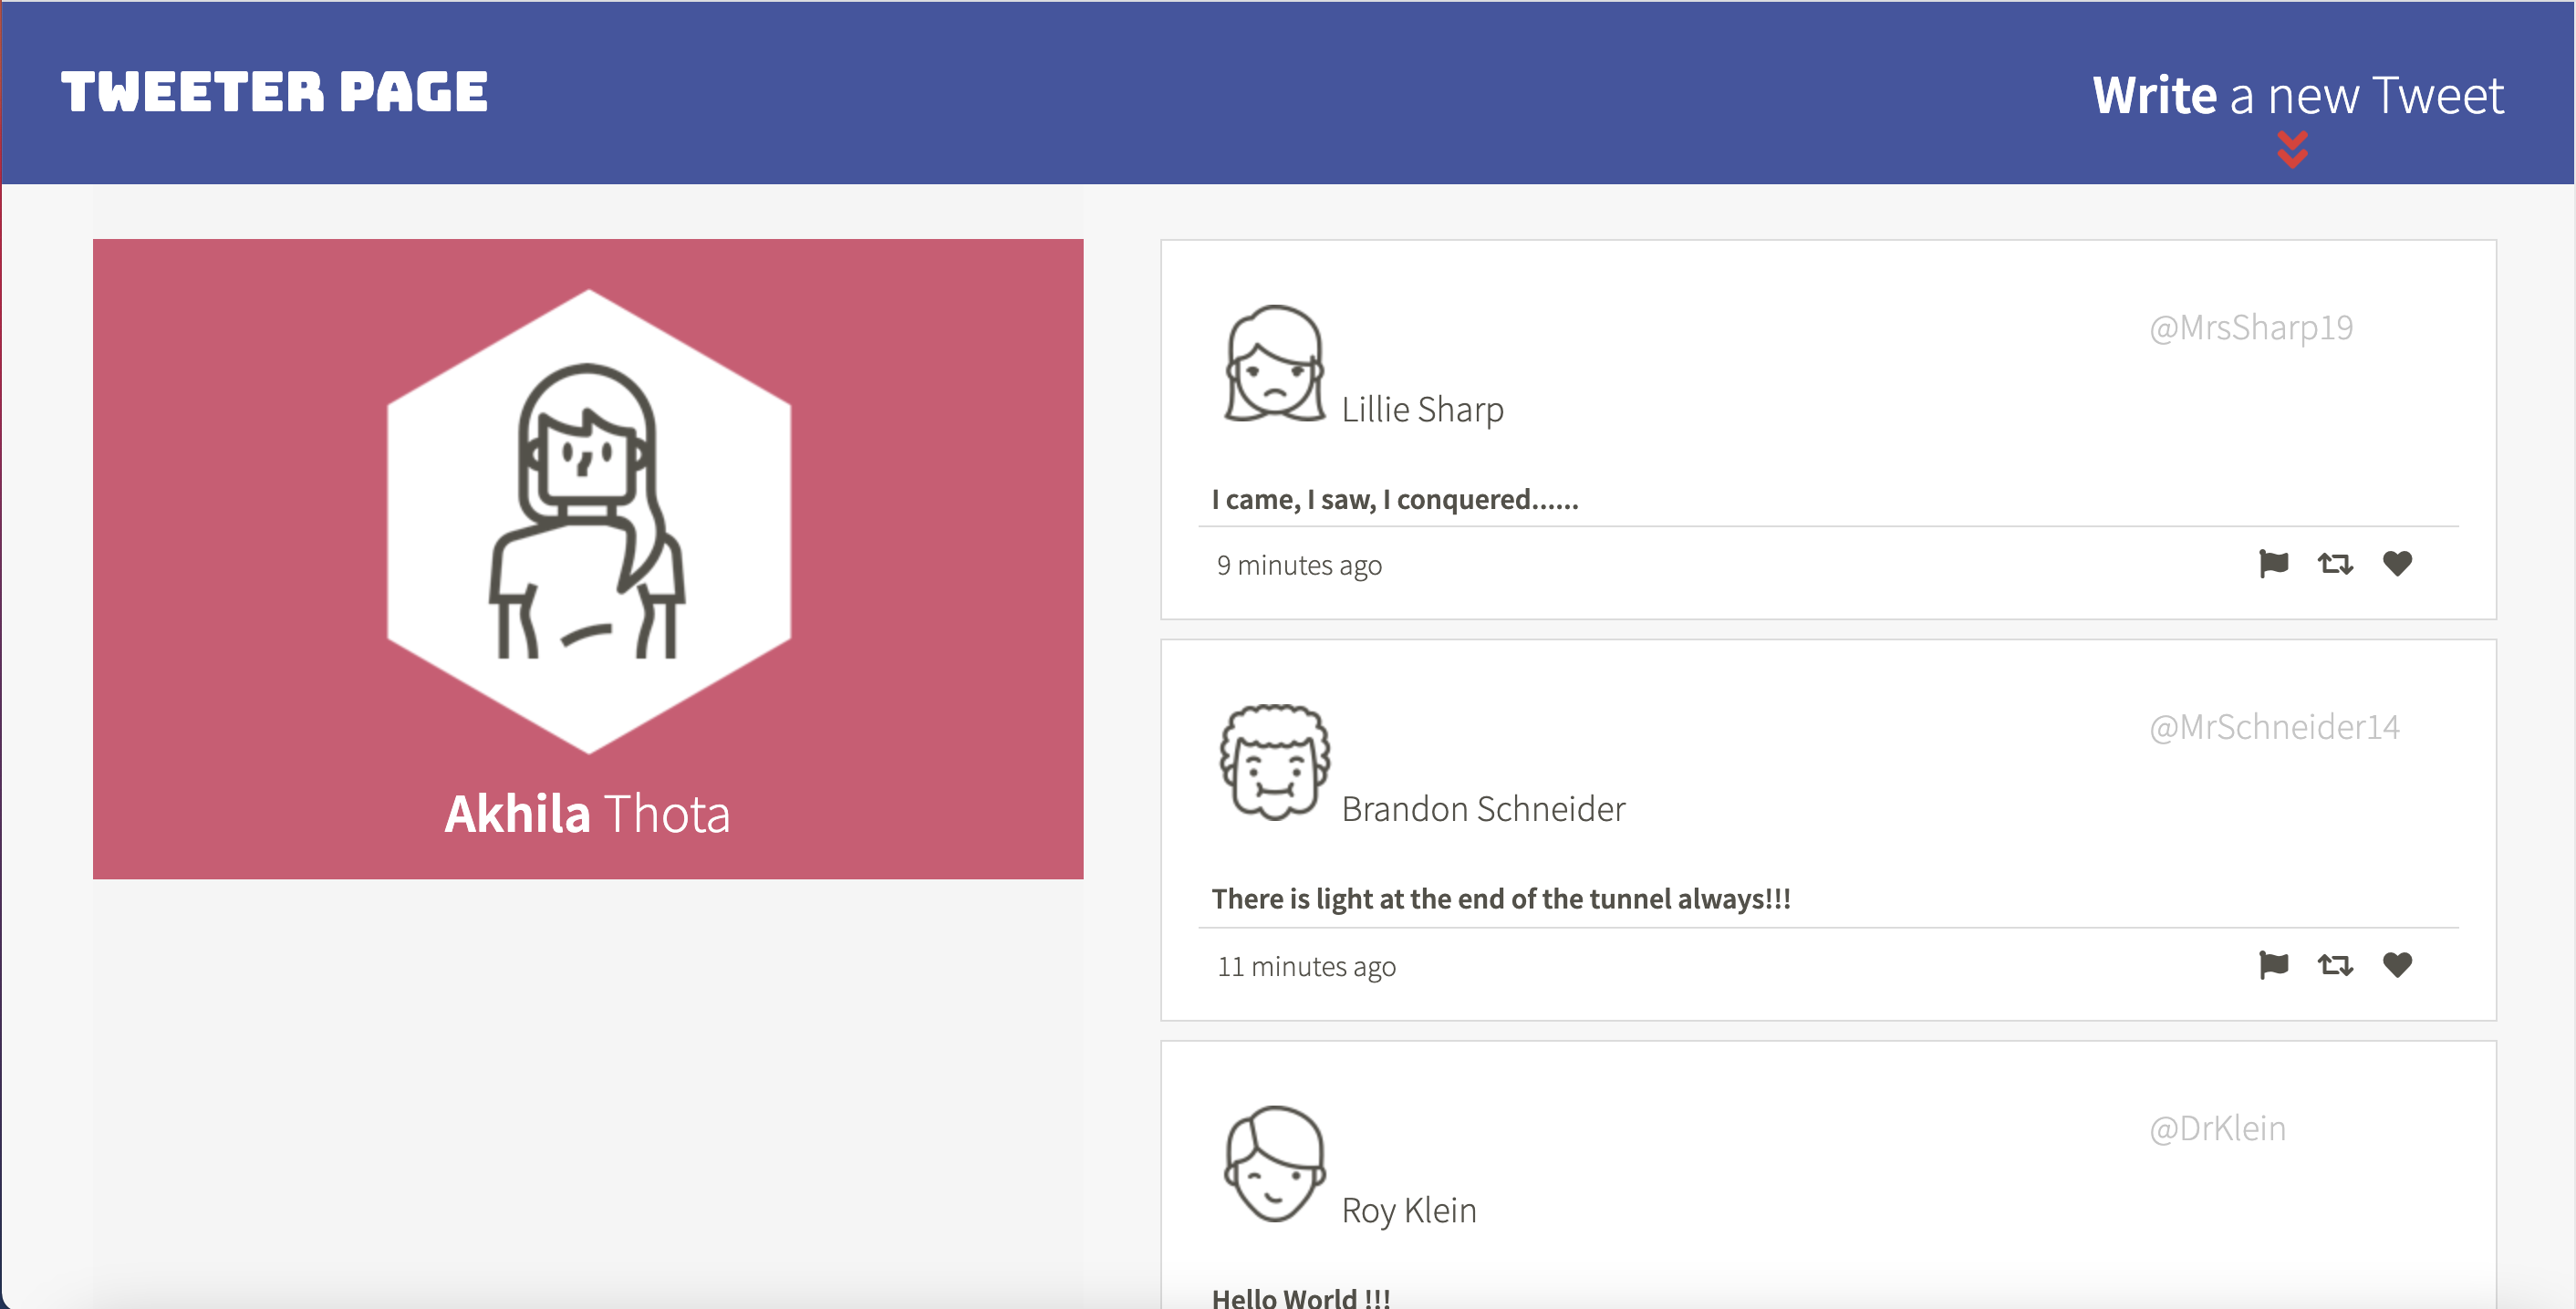 TWEETER PAGE
Write a new Tweet
Akhila Thota
@MrsSharp19
Lillie Sharp
I came, I saw, I conquered......
9 minutes ago
@MrSchneider14
Brandon Schneider
There is light at the end of the tunnel always!!!
11 minutes ago
@DrKlein
Roy Klein
Hello World !!!